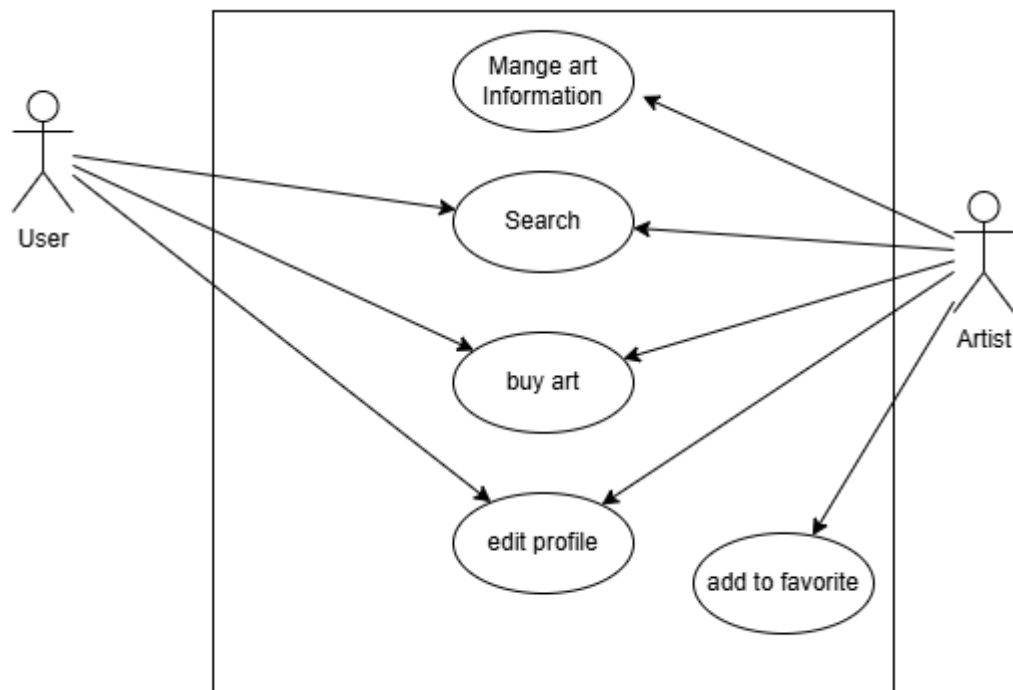 Mange art
Information
Search
User
Artist
buy art
edit profile
add to favorite